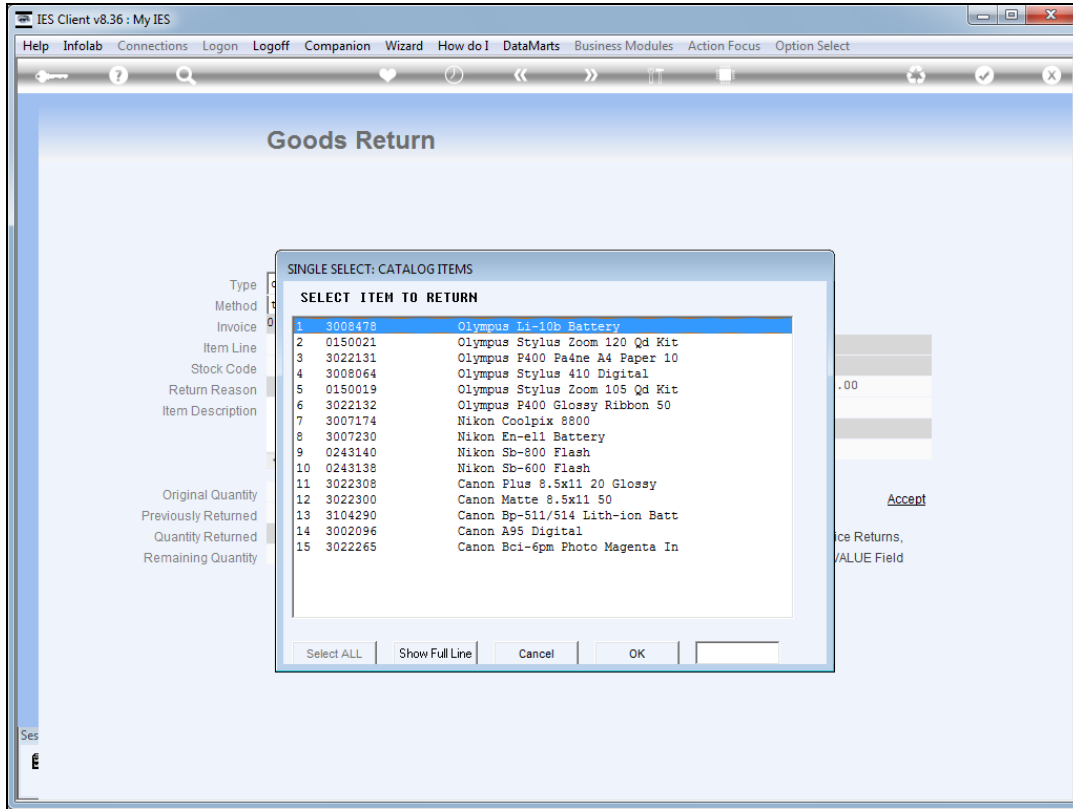 IES Client v8.36 : My IES
Help Infolab Connections Logon Logoff Companion Wizard How do I DataMarts Business Modules Action Focus Option Select
Goods Return
SINGLE SELECT: CATALOG ITEMS
SELECT ITEM TO RETURN
1 3008478 Olympus Li-10b Battery
2 0150021 Olympus Stylus Zoom 120 Qd Kit
3 3022131 Olympus P400 Pa4ne A4 Paper 10
4 3008064 Olympus Stylus 410 Digital
5 0150019 Olympus Stylus Zoom 105 Qd Kit
6 3022132 Olympus P400 Glossy Ribbon 50
7 3007174 Nikon Coolpix 8800
8 3007230 Nikon En-el1 Battery
9 0243140 Nikon Sb-800 Flash
10 0243138 Nikon Sb-600 Flash
11 3022308 Canon Plus 8.5x11 20 Glossy
12 3022300 Canon Matte 8.5x11 50
13 3104290 Canon Bp-511/514 Lith-ion Batt
14 3002096 Canon A95 Digital
15 3022265 Canon Bci-6pm Photo Magenta In
Select ALL Show Full Line Cancel OK
Type
Method t
Invoice 0
Item Line
Stock Code
Return Reason .00
Item Description
Original Quantity Accept
Previously Returned
Quantity Returned ice Returns,
Remaining Quantity VALUE Field
Ses